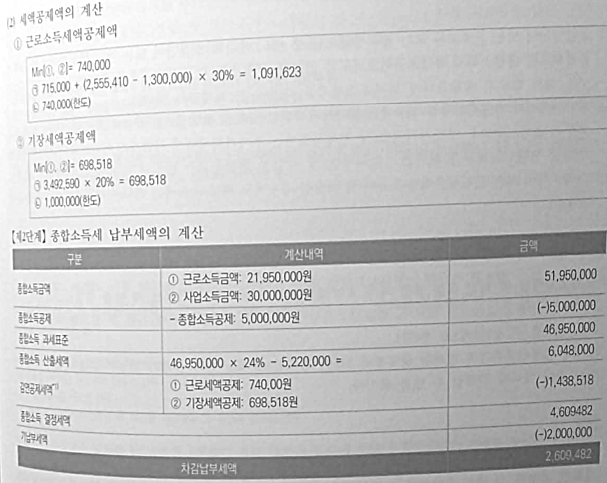 (2) 세액공제액의 계산
① 근로소득세액공제액
Min[①, ②]= 740,000
㉠ 715,000 + (2,555,410 - 1,300,000) × 30% = 1,091,623
㉡ 740,000(한도)
② 기장세액공제액
Min[①, ②]= 698,518
㉠ 3,492,590 × 20% = 698,518
㉡ 1,000,000(한도)
【제2단계】 종합소득세 납부세액의 계산
구분 계산내역 금액
종합소득금액 ① 근로소득금액: 21,950,000원 51,950,000
② 사업소득금액: 30,000,000원
종합소득공제 - 종합소득공제: 5,000,000원 (-)5,000,000
종합소득 과세표준 46,950,000
종합소득 산출세액 46,950,000 × 24% - 5,220,000 = 6,048,000
감면공제세액*1) ① 근로세액공제: 740,00원 (-)1,438,518
② 기장세액공제: 698,518원
종합소득 결정세액 4,609482
기납부세액 (-)2,000,000
차감납부세액 2,609,482